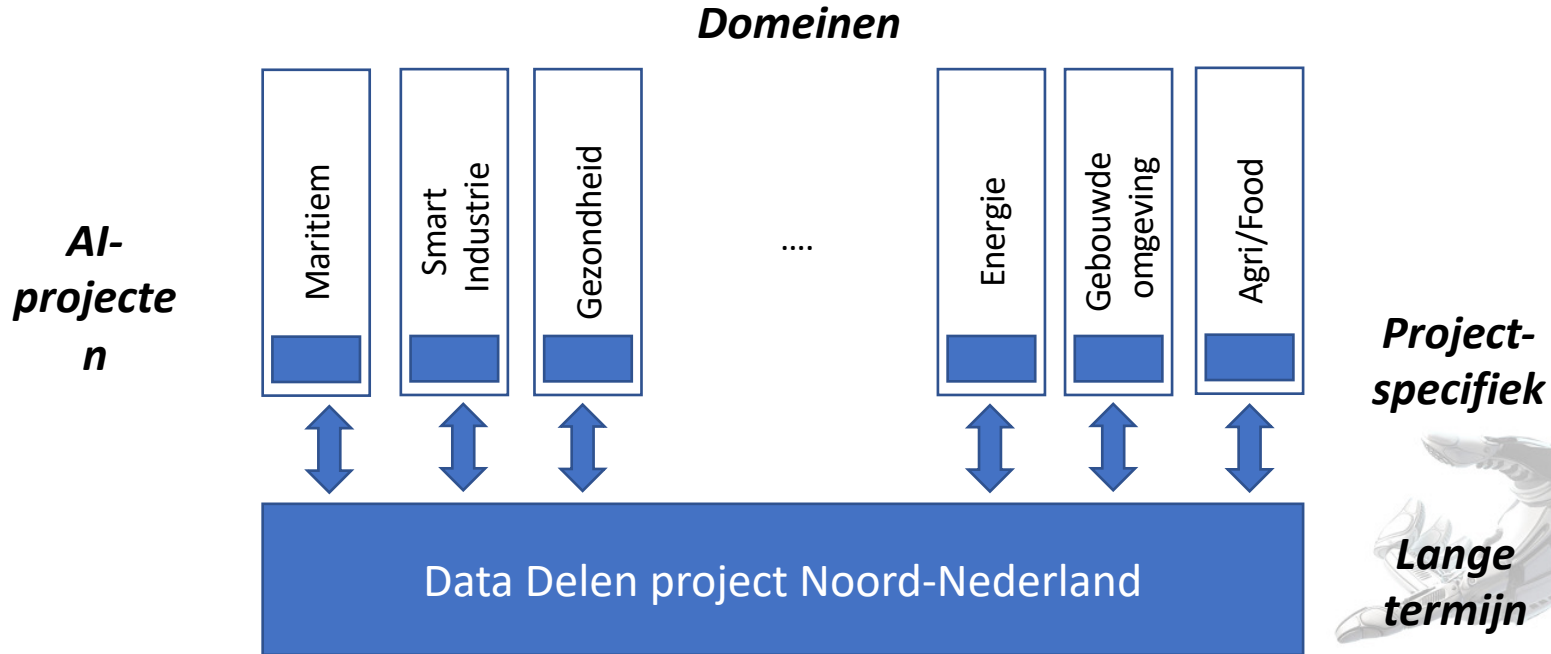 Domeinen
AI-
projecte
n
Maritiem
Smart
Industrie
Gezondheid
....
Energie
Gebouwde
omgeving
Agri/Food
Project-
specifiek
Data Delen project Noord-Nederland
Lange
termijn